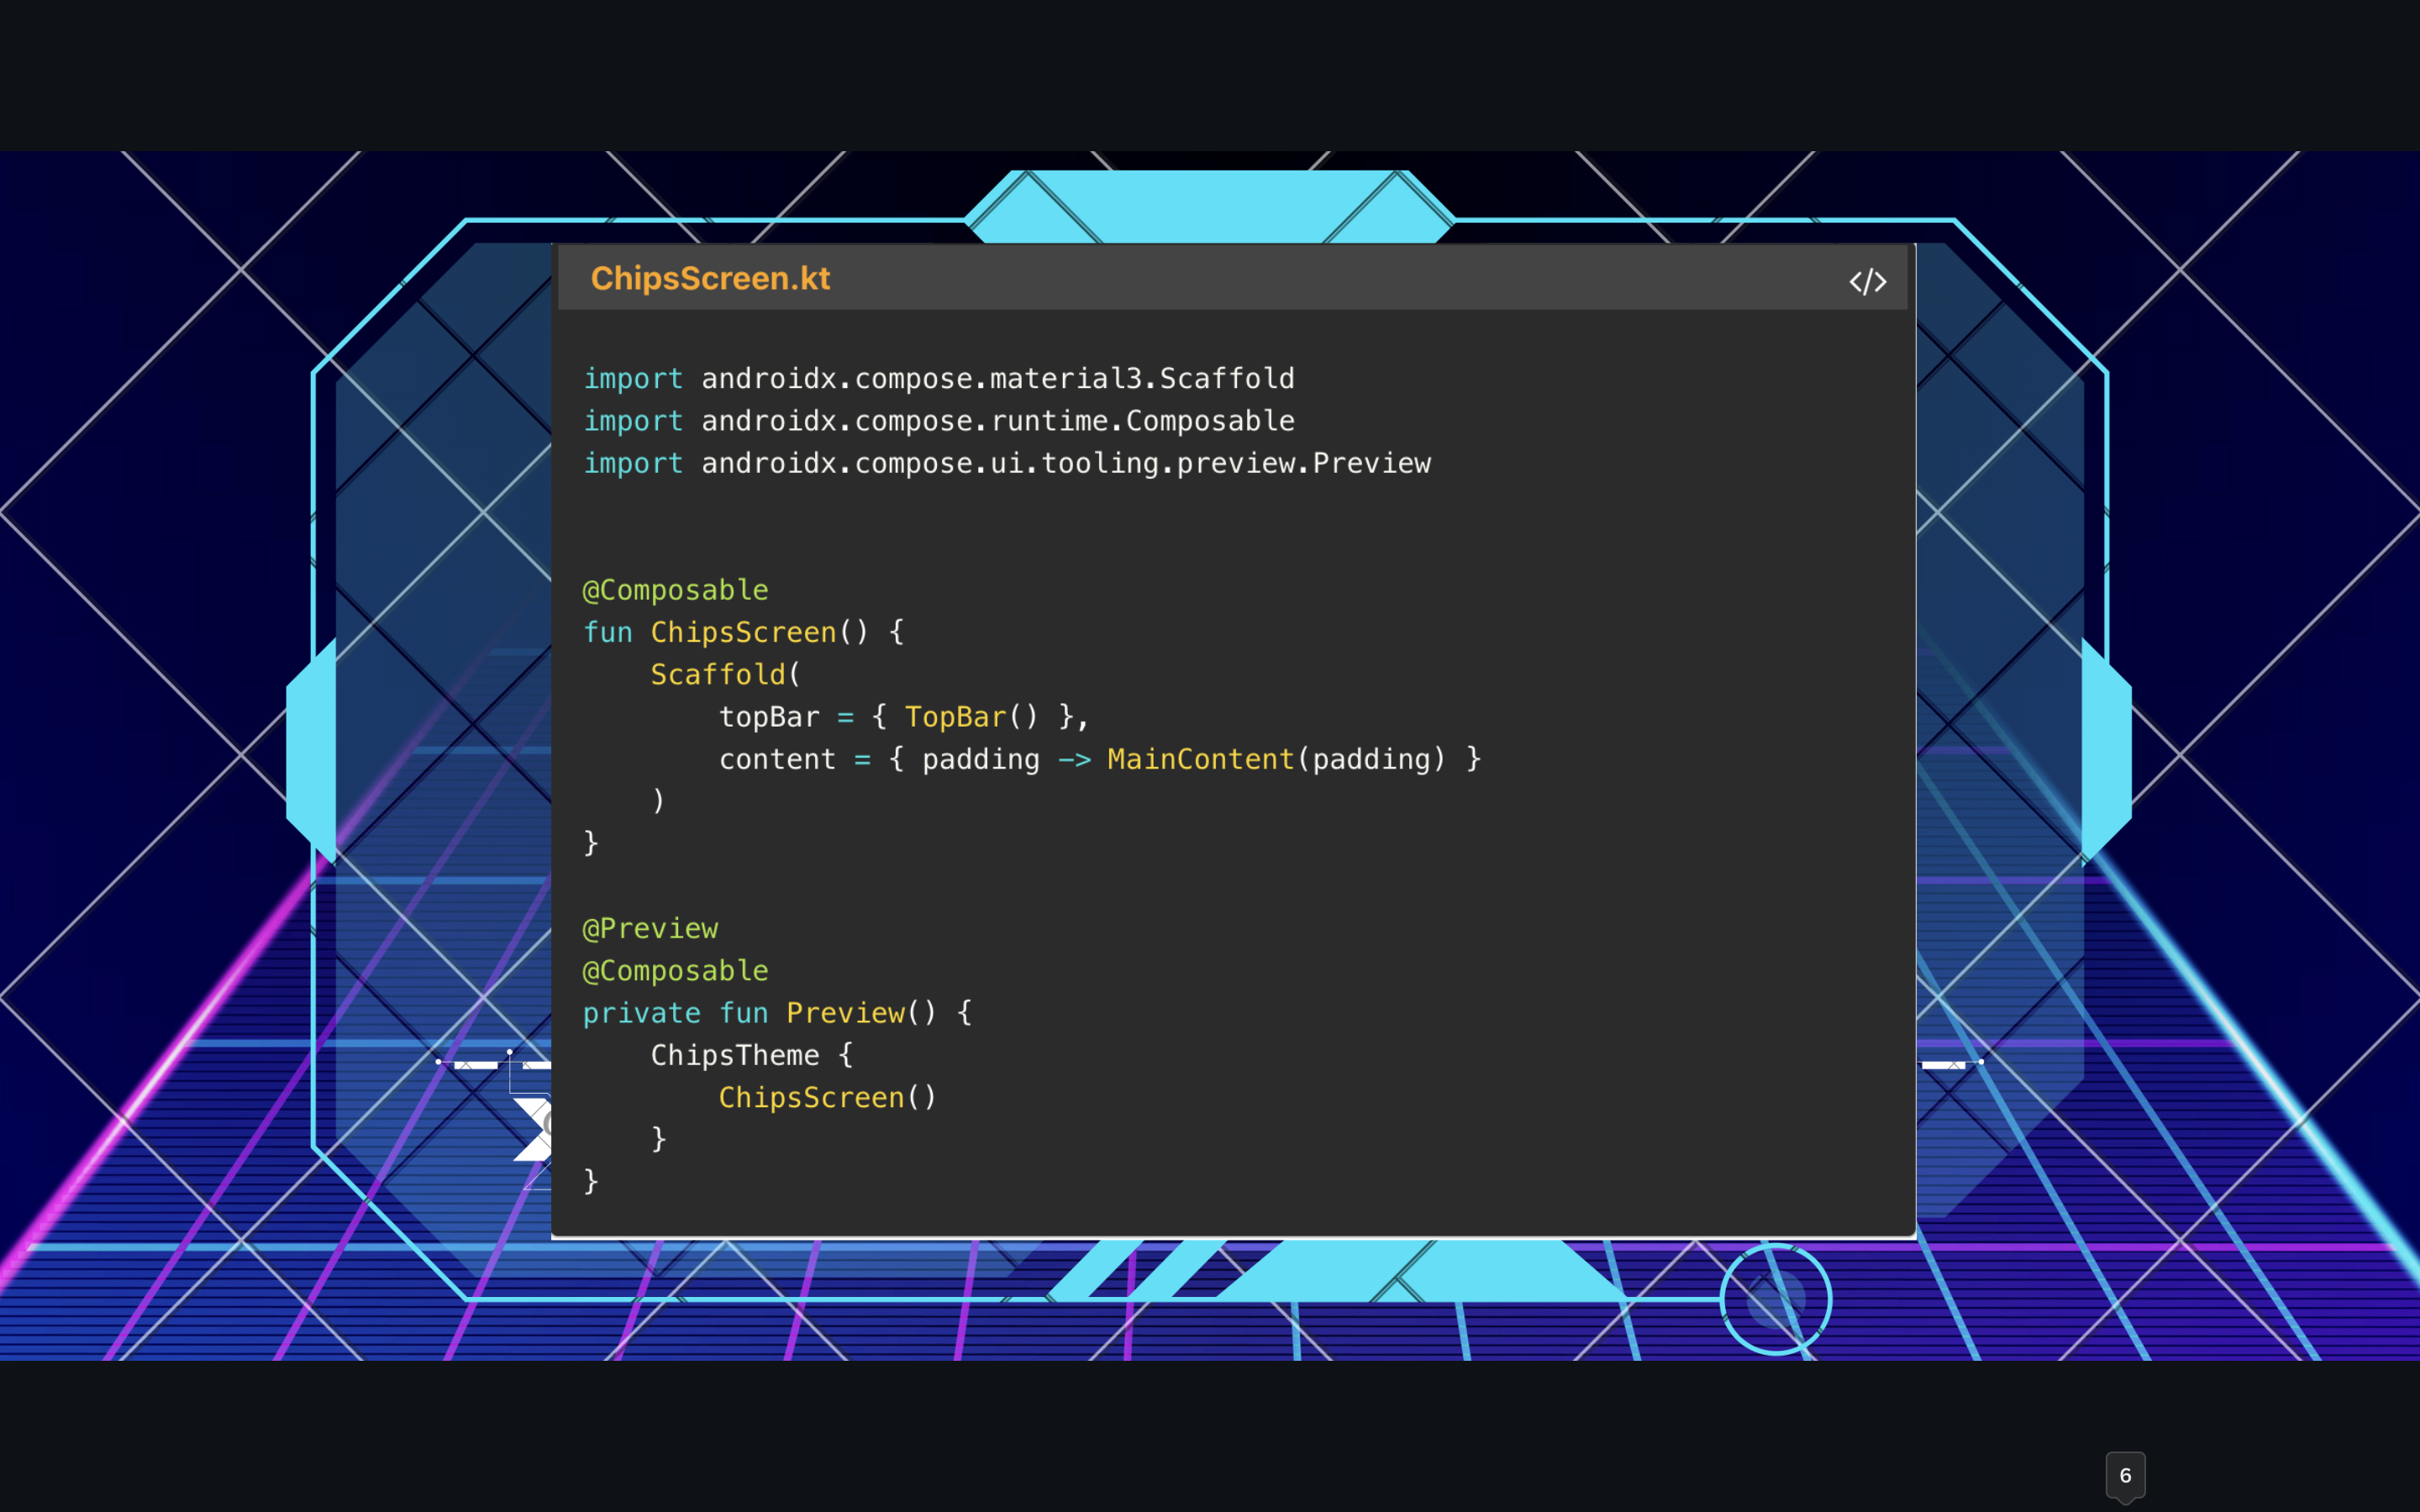 ChipsScreen.kt
</>
import androidx.compose.material3.Scaffold
import androidx.compose.runtime.Composable
import androidx.compose.ui.tooling.preview.Preview
@Composable
fun ChipsScreen() {
    Scaffold(
        topBar = { TopBar() },
        content = { padding -> MainContent(padding) }
    )
}
@Preview
@Composable
private fun Preview() {
    ChipsTheme {
        ChipsScreen()
    }
}
6